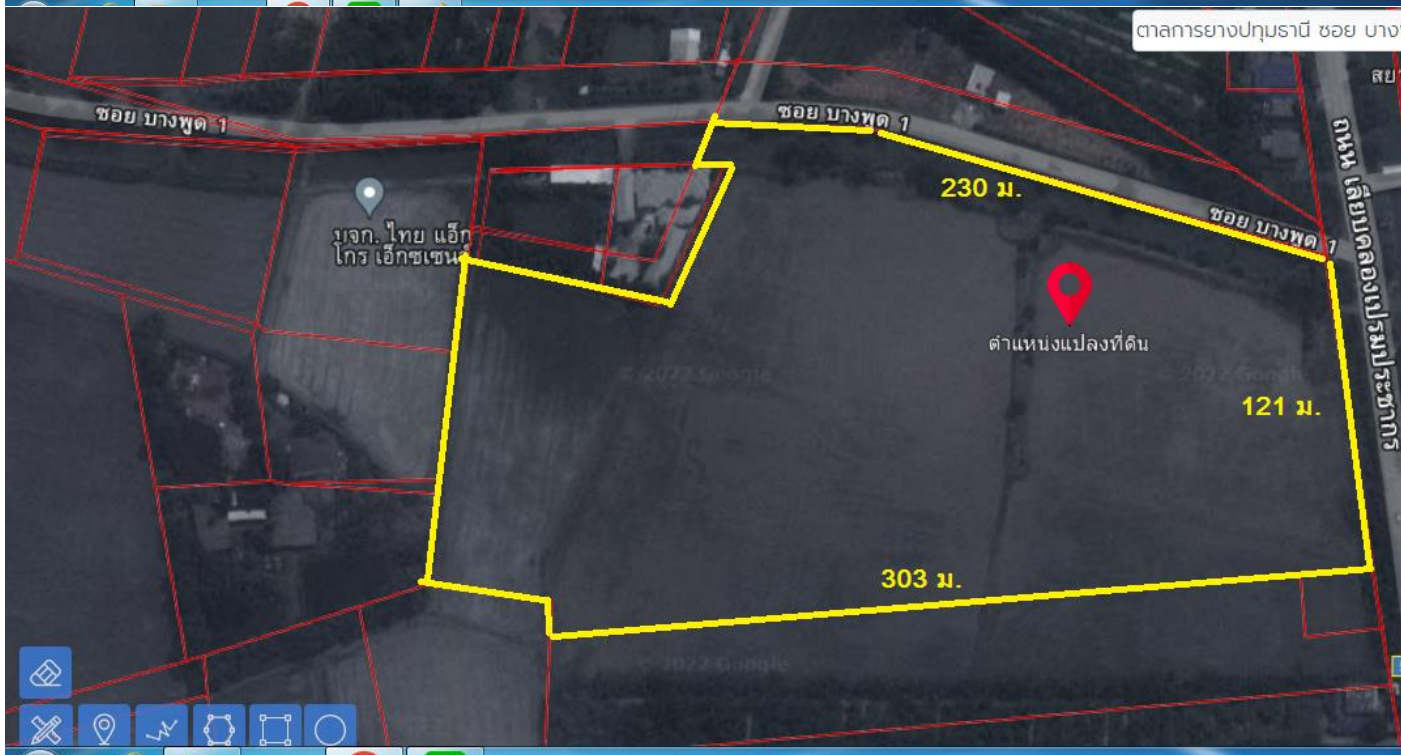 ตาลการยางปทุมธานี ซอย บาง
สยา
ซอย บางพูด 1
ซอย บางพูด 1
230 ม.
ซอย บางพูด 1
ถนน เลียบคลองเปรมประชากร
บจก. ไทย แอ็ก
โกร เอ็กซเซนจ์
ตำแหน่งแปลงที่ดิน
© 2022 Google
© 2022 Google
121 ม.
303 ม.
© 2022 Google